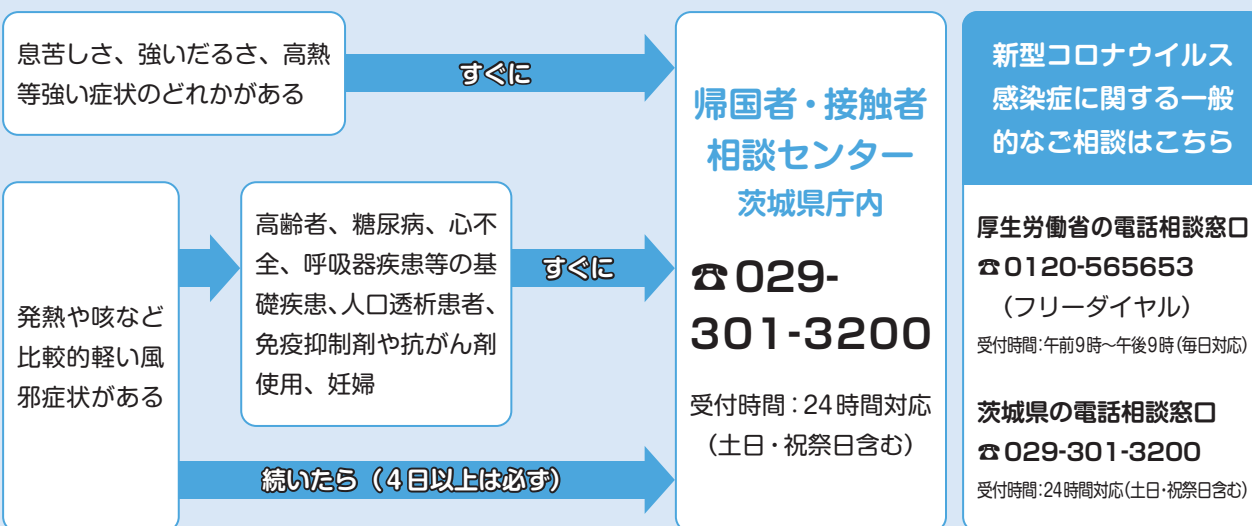 息苦しさ、強いだるさ、高熱
等強い症状のどれかがある
すぐに
発熱や咳など
比較的軽い風
邪症状がある
高齢者、糖尿病、心不
全、呼吸器疾患等の基
礎疾患、人口透析患者、
免疫抑制剤や抗がん剤
使用、妊婦
すぐに
続いたら（4日以上は必ず）
帰国者・接触者
相談センター
茨城県庁内
☎029-
301-3200
受付時間：24時間対応
（土日・祝祭日含む）
新型コロナウイルス
感染症に関する一般
的なご相談はこちら
厚生労働省の電話相談窓口
☎0120-565653
（フリーダイヤル）
受付時間：午前9時～午後9時（毎日対応）
茨城県の電話相談窓口
☎029-301-3200
受付時間：24時間対応（土日・祝祭日含む）